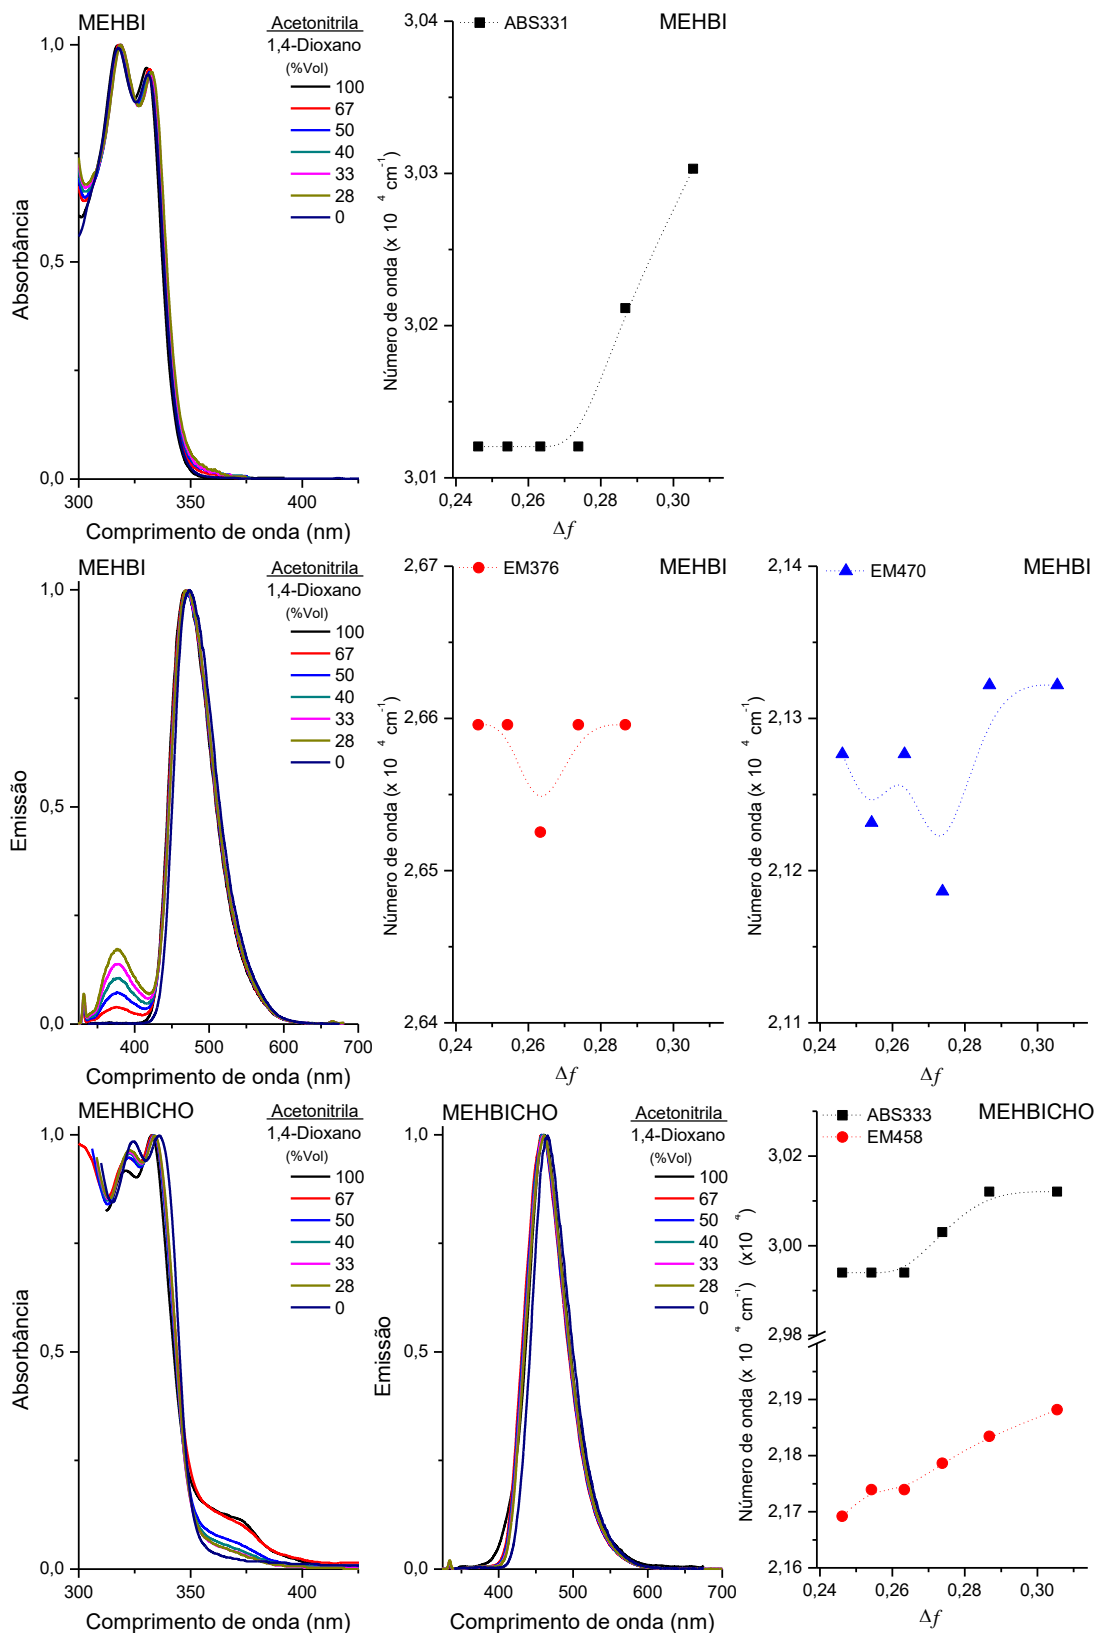 MEHBI
Acetonitrila
1,4-Dioxano
(%Vol)
100
67
50
40
33
28
0
1,0
0,5
0,0
Absorbância
300 350 400
Comprimento de onda (nm)
ABS331
MEHBI
3,04
3,03
3,02
3,01
Número de onda (x 10 4 cm-1)
0,24 0,26 0,28 0,30
Δf
MEHBI
Acetonitrila
1,4-Dioxano
(%Vol)
100
67
50
40
33
28
0
1,0
0,5
0,0
Emissão
400 500 600 700
Comprimento de onda (nm)
EM376
MEHBI
2,67
2,66
2,65
2,64
Número de onda (x 10 4 cm-1)
0,24 0,26 0,28 0,30
Δf
EM470
MEHBI
2,14
2,13
2,12
2,11
Número de onda (x 10 4 cm-1)
0,24 0,26 0,28 0,30
Δf
MEHBICHO
Acetonitrila
1,4-Dioxano
(%Vol)
100
67
50
40
33
28
0
1,0
0,5
0,0
Absorbância
300 350 400
Comprimento de onda (nm)
MEHBICHO
Acetonitrila
1,4-Dioxano
(%Vol)
100
67
50
40
33
28
0
1,0
0,5
0,0
Emissão
400 500 600 700
Comprimento de onda (nm)
ABS333
EM458
MEHBICHO
3,02
3,00
2,98
2,19
2,18
2,17
2,16
Número de onda (x 10 4 cm-1) (x10 4)
0,24 0,26 0,28 0,30
Δf